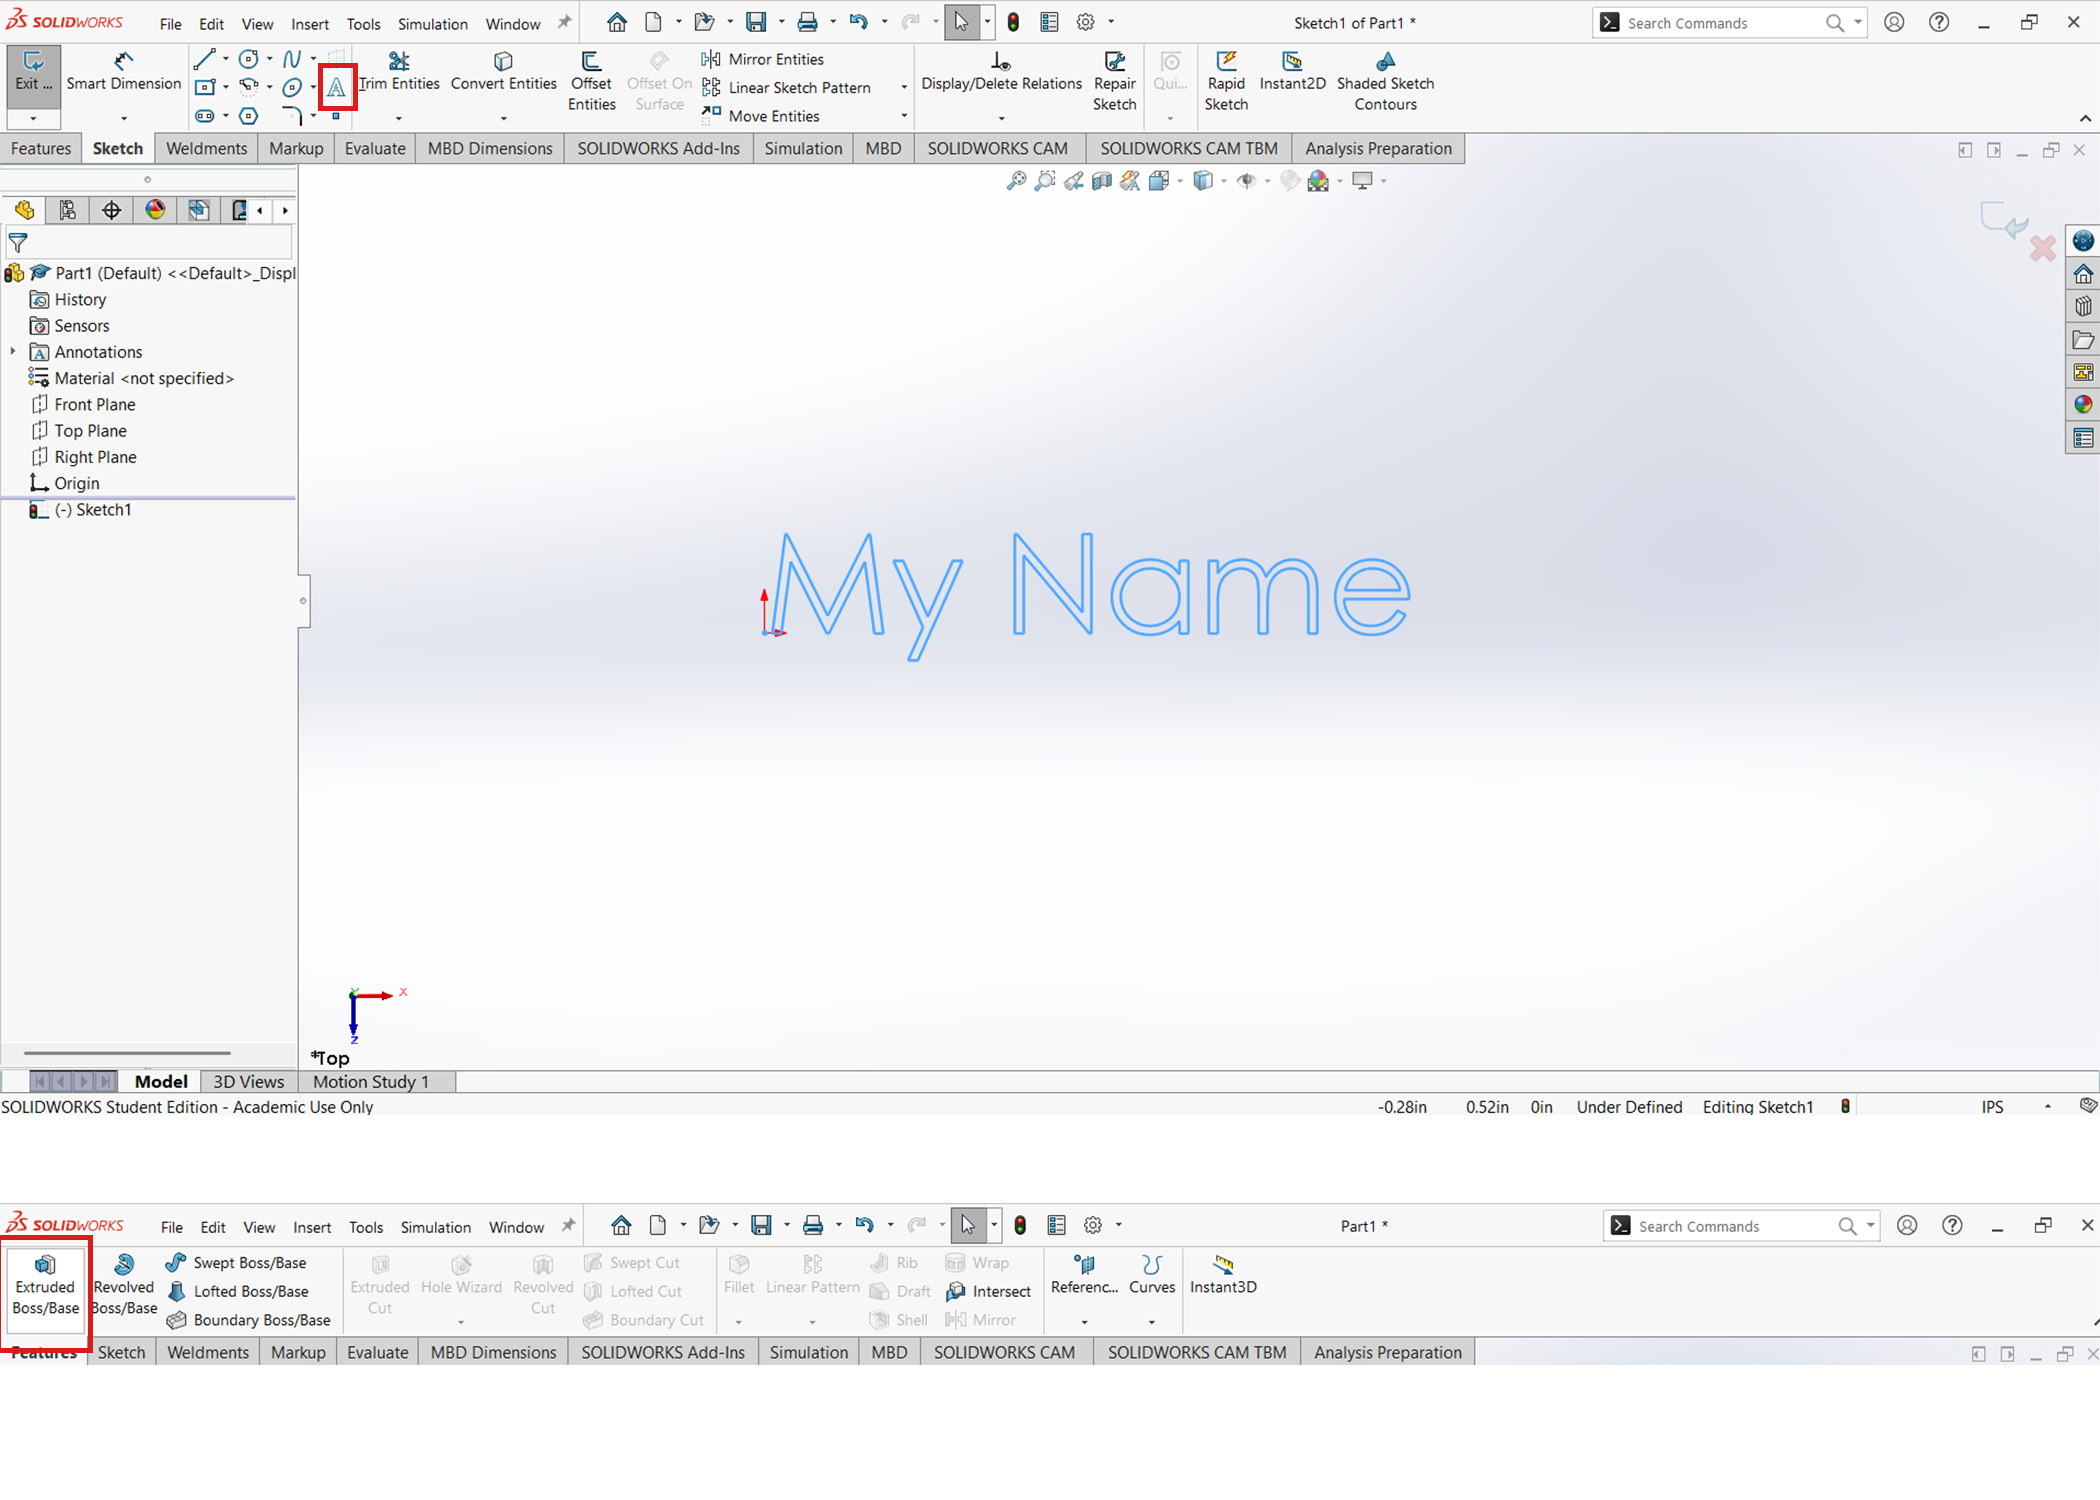 SOLIDWORKS File Edit View Insert Tools Simulation Window Sketch1 of Part1 * Search Commands
Exit ... Smart Dimension Trim Entities Convert Entities Offset Entities Offset On Surface Mirror Entities Linear Sketch Pattern Move Entities Display/Delete Relations Repair Sketch Qui... Rapid Sketch Instant2D Shaded Sketch Contours
Features Sketch Weldments Markup Evaluate MBD Dimensions SOLIDWORKS Add-Ins Simulation MBD SOLIDWORKS CAM SOLIDWORKS CAM TBM Analysis Preparation
Part1 (Default) <<Default>_Displ
History
Sensors
Annotations
Material <not specified>
Front Plane
Top Plane
Right Plane
Origin
(-) Sketch1
My Name
x
z
*Top
Model 3D Views Motion Study 1
SOLIDWORKS Student Edition - Academic Use Only -0.28in 0.52in 0in Under Defined Editing Sketch1 IPS
SOLIDWORKS File Edit View Insert Tools Simulation Window Part1 * Search Commands
Extruded Boss/Base Revolved Boss/Base Swept Boss/Base Lofted Boss/Base Boundary Boss/Base Extruded Cut Hole Wizard Revolved Cut Swept Cut Lofted Cut Boundary Cut Fillet Linear Pattern Rib Draft Shell Wrap Intersect Mirror Referenc... Curves Instant3D
Features Sketch Weldments Markup Evaluate MBD Dimensions SOLIDWORKS Add-Ins Simulation MBD SOLIDWORKS CAM SOLIDWORKS CAM TBM Analysis Preparation